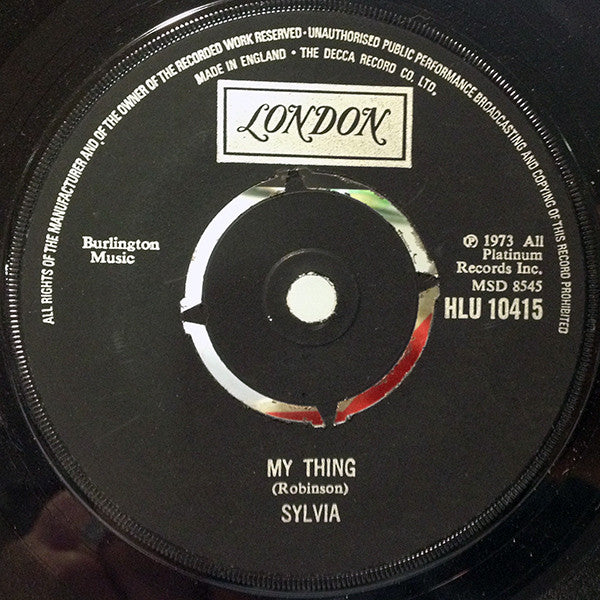 ALL RIGHTS OF THE MANUFACTURER AND OF THE OWNER OF THE RECORDED WORK RESERVED · UNAUTHORISED PUBLIC PERFORMANCE BROADCASTING AND COPYING OF THIS RECORD PROHIBITED
MADE IN ENGLAND · THE DECCA RECORD CO. LTD.
LONDON
Burlington
Music
℗ 1973 All
Platinum
Records Inc.
MSD 8545
HLU 10415
MY THING
(Robinson)
SYLVIA